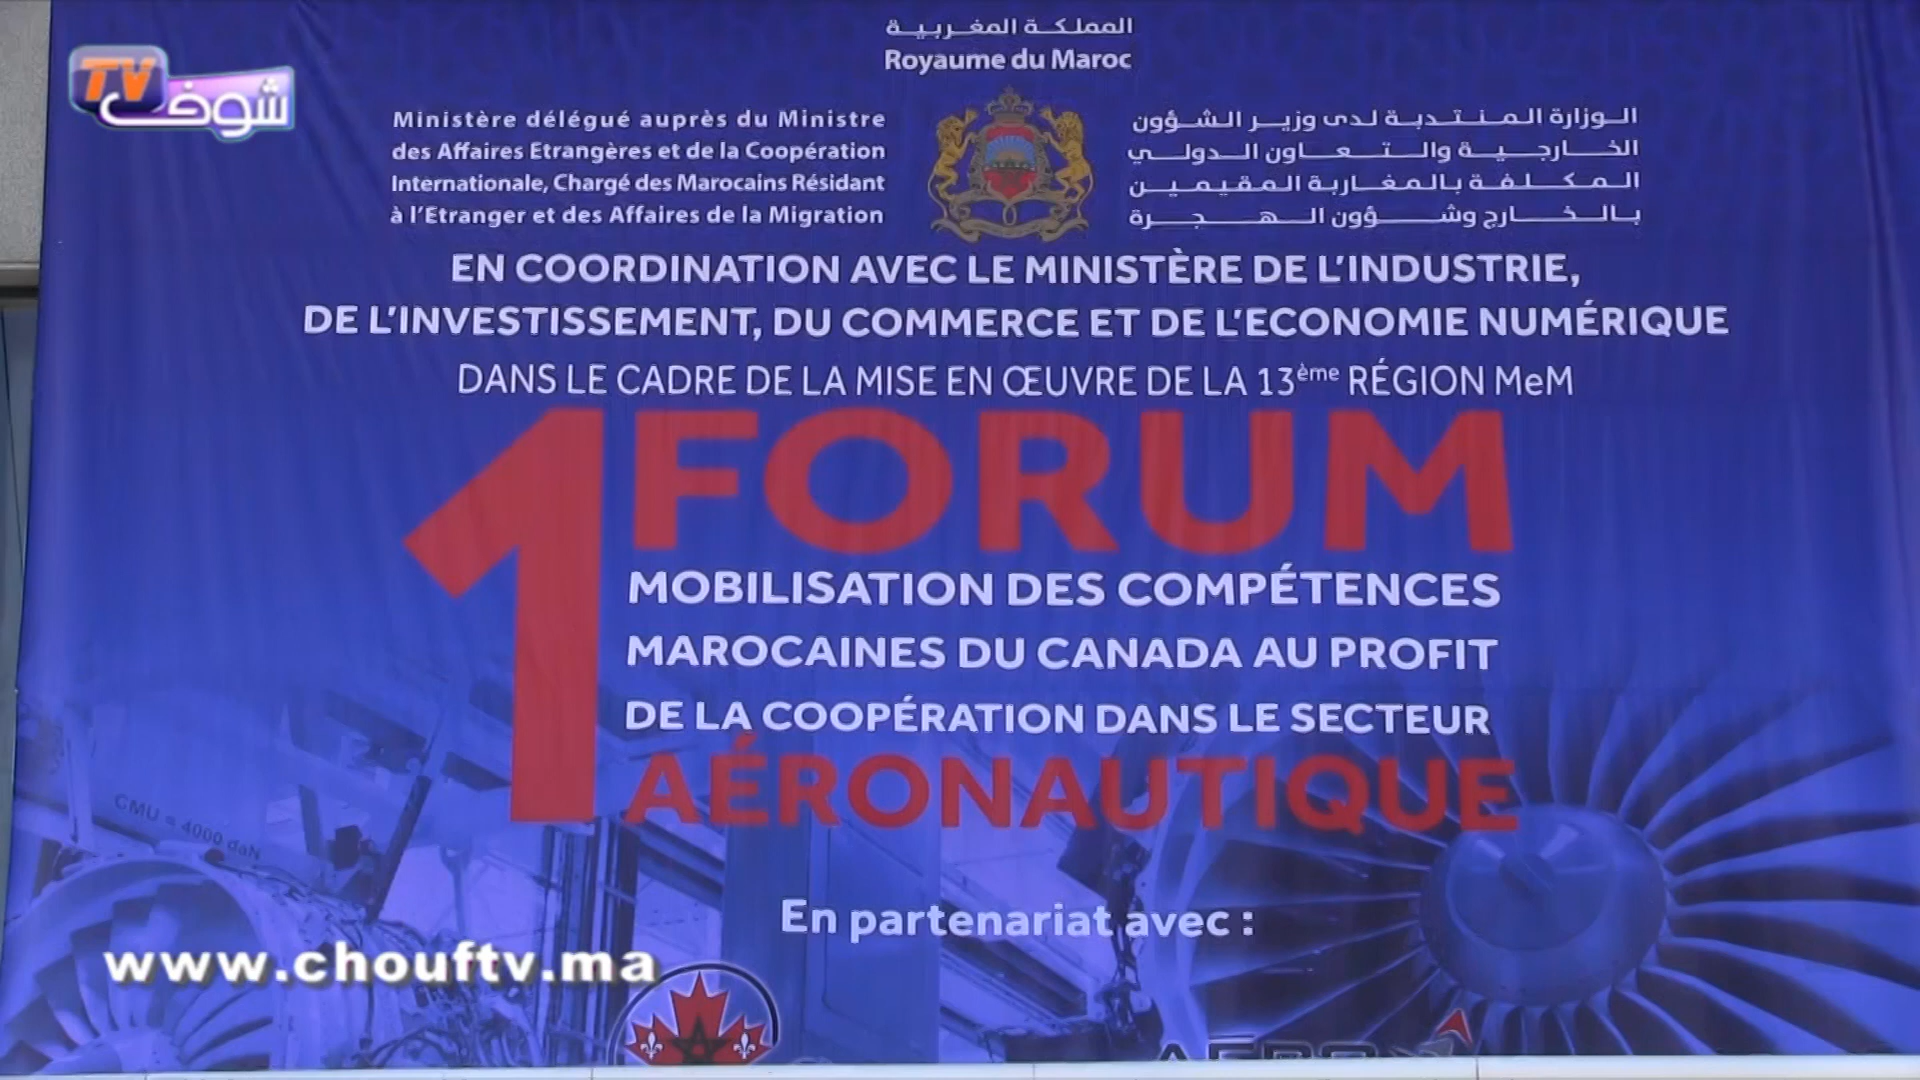 المملكة المغربية
Royaume du Maroc
TV شوف
Ministère délégué auprès du Ministre
des Affaires Etrangères et de la Coopération
Internationale, Chargé des Marocains Résidant
à l'Etranger et des Affaires de la Migration
الوزارة المنتدبة لدى وزير الشؤون
الخارجية والتعاون الدولي
المكلفة بالمغاربة المقيمين
بالخارج وشؤون الهجرة
EN COORDINATION AVEC LE MINISTÈRE DE L'INDUSTRIE,
DE L'INVESTISSEMENT, DU COMMERCE ET DE L'ECONOMIE NUMÉRIQUE
DANS LE CADRE DE LA MISE EN ŒUVRE DE LA 13ème RÉGION MeM
1 FORUM
MOBILISATION DES COMPÉTENCES
MAROCAINES DU CANADA AU PROFIT
DE LA COOPÉRATION DANS LE SECTEUR
AÉRONAUTIQUE
CMU = 4000 daN
En partenariat avec :
www.chouftv.ma